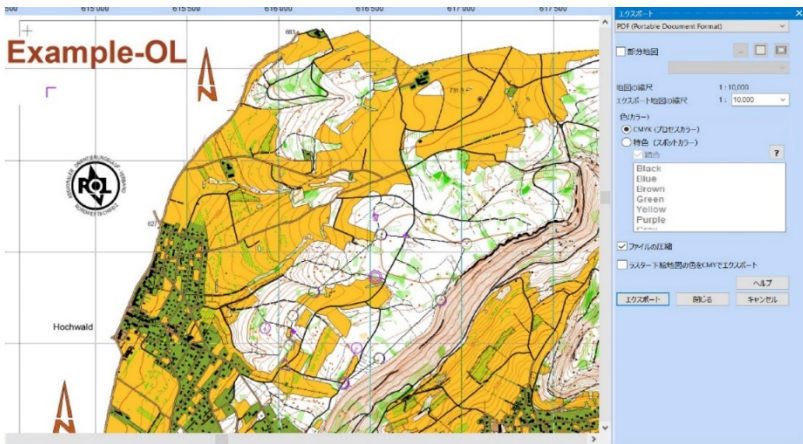 500
615 000
615 500
616 000
616 500
617 000
617 500
Example-OL
ROL
Hochwald
エクスポート
PDF (Portable Document Format)
部分地図
...
地図の縮尺 1 : 10,000
エクスポート地図の縮尺 1 : 10,000
色(カラー)
CMYK (プロセスカラー)
特色 (スポットカラー)
?
Black
Blue
Brown
Green
Yellow
Purple
ファイルの圧縮
ラスター下絵地図の色をCMYでエクスポート
ヘルプ
エクスポート 閉じる キャンセル